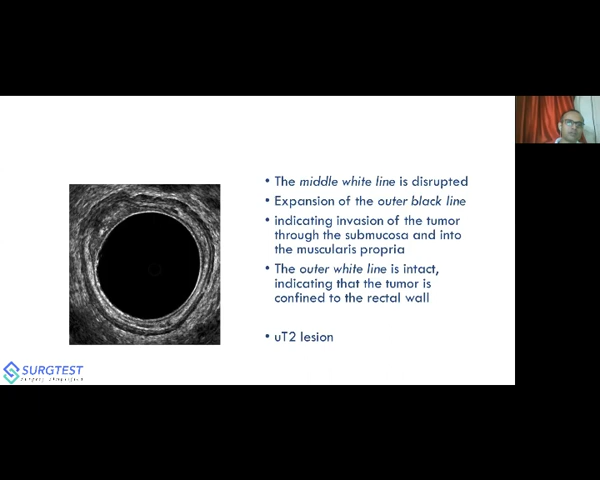 • The middle white line is disrupted
• Expansion of the outer black line
• indicating invasion of the tumor
through the submucosa and into
the muscularis propria
• The outer white line is intact,
indicating that the tumor is
confined to the rectal wall
• uT2 lesion
SURGTEST